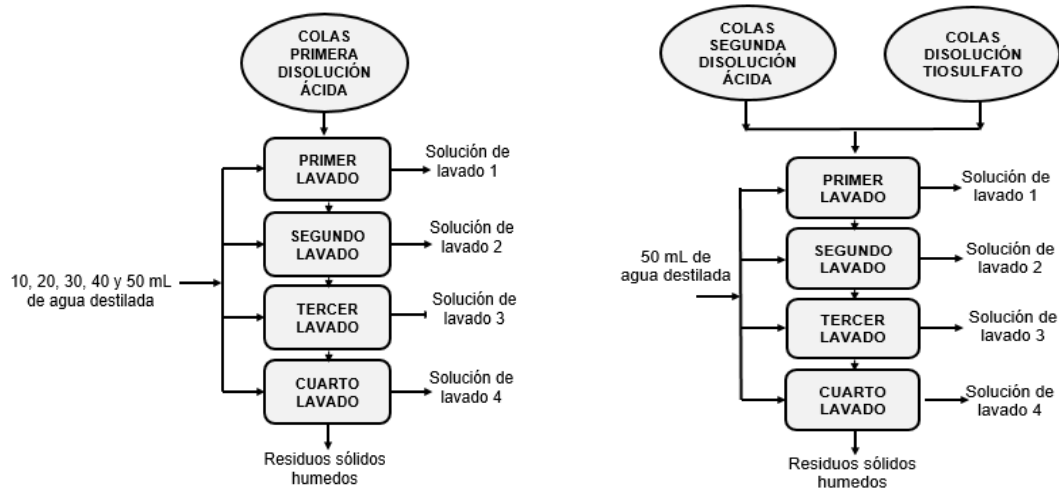 COLAS
PRIMERA
DISOLUCIÓN
ÁCIDA
PRIMER
LAVADO
Solución de
lavado 1
SEGUNDO
LAVADO
Solución de
lavado 2
10, 20, 30, 40 y 50 mL
de agua destilada
TERCER
LAVADO
Solución de
lavado 3
CUARTO
LAVADO
Solución de
lavado 4
Residuos sólidos
humedos
COLAS
SEGUNDA
DISOLUCIÓN
ÁCIDA
COLAS
DISOLUCIÓN
TIOSULFATO
PRIMER
LAVADO
Solución de
lavado 1
50 mL de
agua destilada
SEGUNDO
LAVADO
Solución de
lavado 2
TERCER
LAVADO
Solución de
lavado 3
CUARTO
LAVADO
Solución de
lavado 4
Residuos sólidos
humedos